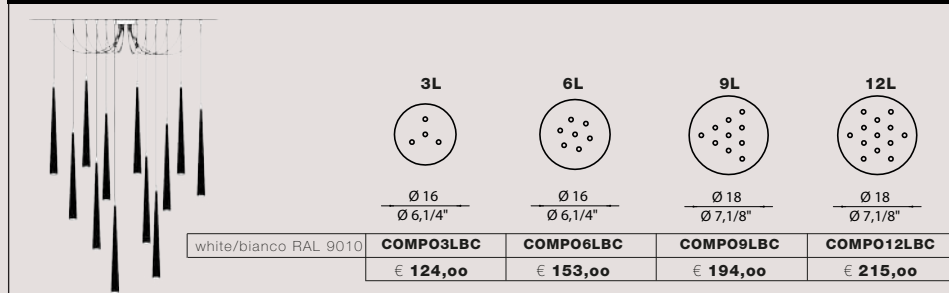 3L 6L 9L 12L
Ø 16 Ø 16 Ø 18 Ø 18
Ø 6,1/4" Ø 6,1/4" Ø 7,1/8" Ø 7,1/8"
white/bianco RAL 9010 COMPO3LBC COMPO6LBC COMPO9LBC COMPO12LBC
€ 124,oo € 153,oo € 194,oo € 215,oo